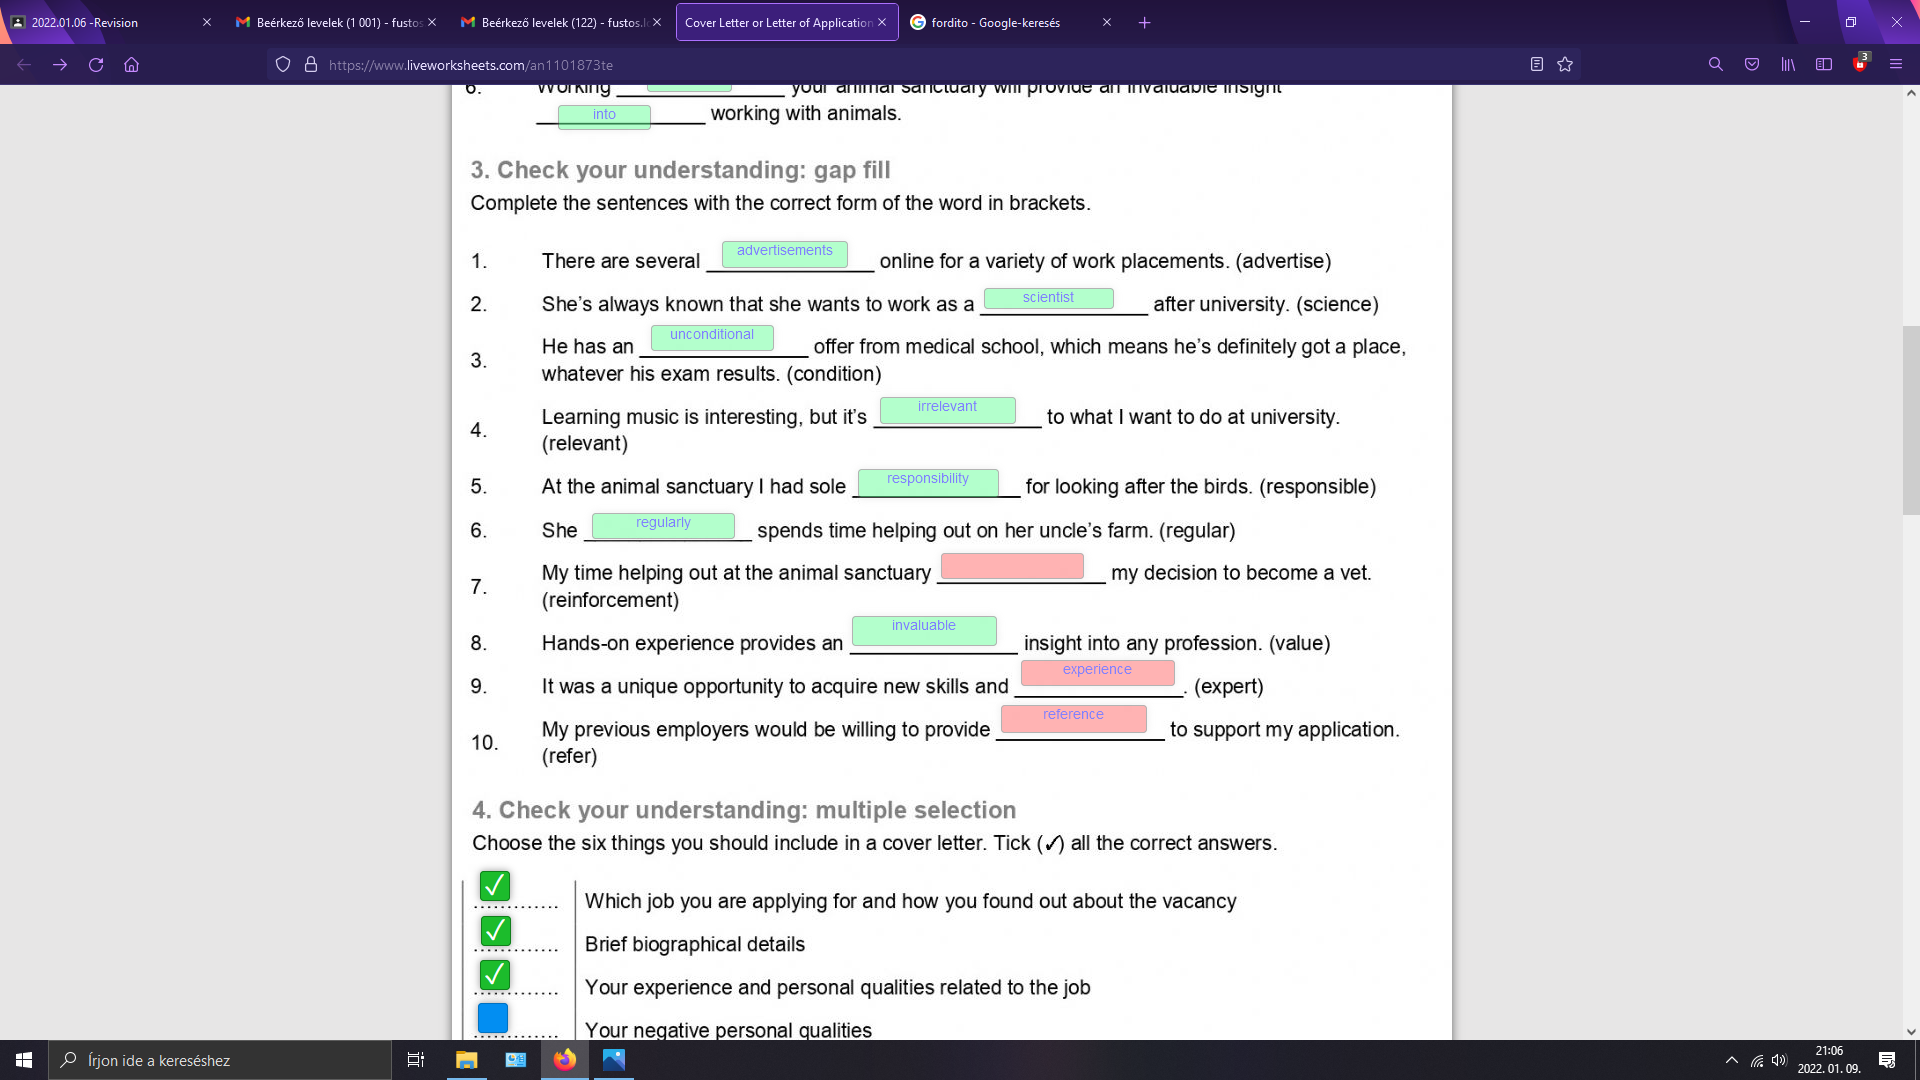 2022.01.06 -Revision
Beérkező levelek (1 001) - fustos
Beérkező levelek (122) - fustos.l
Cover Letter or Letter of Application
fordito - Google-keresés
https://www.liveworksheets.com/an1101873te
3
6. Working your animal sanctuary will provide an invaluable insight
into working with animals.
3. Check your understanding: gap fill
Complete the sentences with the correct form of the word in brackets.
1. There are several advertisements online for a variety of work placements. (advertise)
2. She's always known that she wants to work as a scientist after university. (science)
3. He has an unconditional offer from medical school, which means he's definitely got a place,
whatever his exam results. (condition)
4. Learning music is interesting, but it's irrelevant to what I want to do at university.
(relevant)
5. At the animal sanctuary I had sole responsibility for looking after the birds. (responsible)
6. She regularly spends time helping out on her uncle's farm. (regular)
7. My time helping out at the animal sanctuary my decision to become a vet.
(reinforcement)
8. Hands-on experience provides an invaluable insight into any profession. (value)
9. It was a unique opportunity to acquire new skills and experience. (expert)
10. My previous employers would be willing to provide reference to support my application.
(refer)
4. Check your understanding: multiple selection
Choose the six things you should include in a cover letter. Tick (✓) all the correct answers.
Which job you are applying for and how you found out about the vacancy
Brief biographical details
Your experience and personal qualities related to the job
Your negative personal qualities
Írjon ide a kereséshez
21:06
2022. 01. 09.